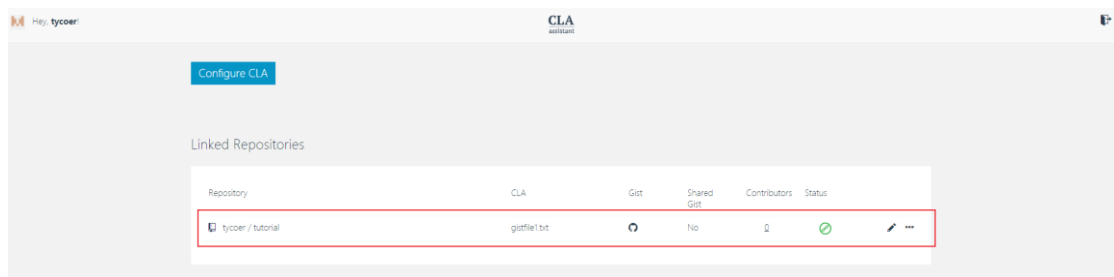 Hey, tycoer!
CLA
assistant
Configure CLA
Linked Repositories
Repository CLA Gist Shared Gist Contributors Status
tycoer / tutorial gistfile1.txt No 0